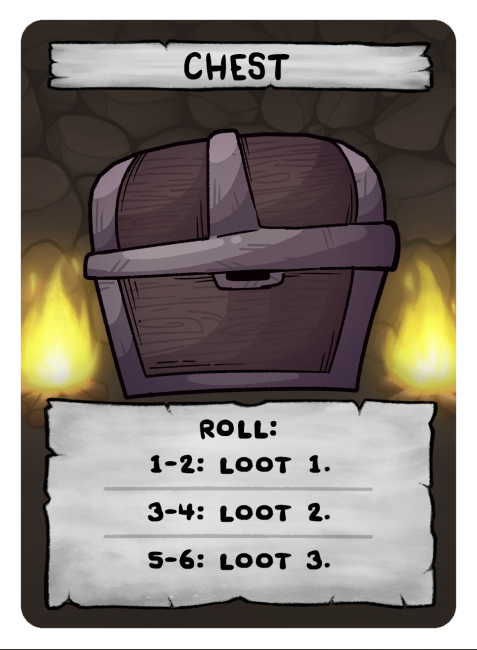 CHEST
ROLL:
1-2: LOOT 1.
3-4: LOOT 2.
5-6: LOOT 3.